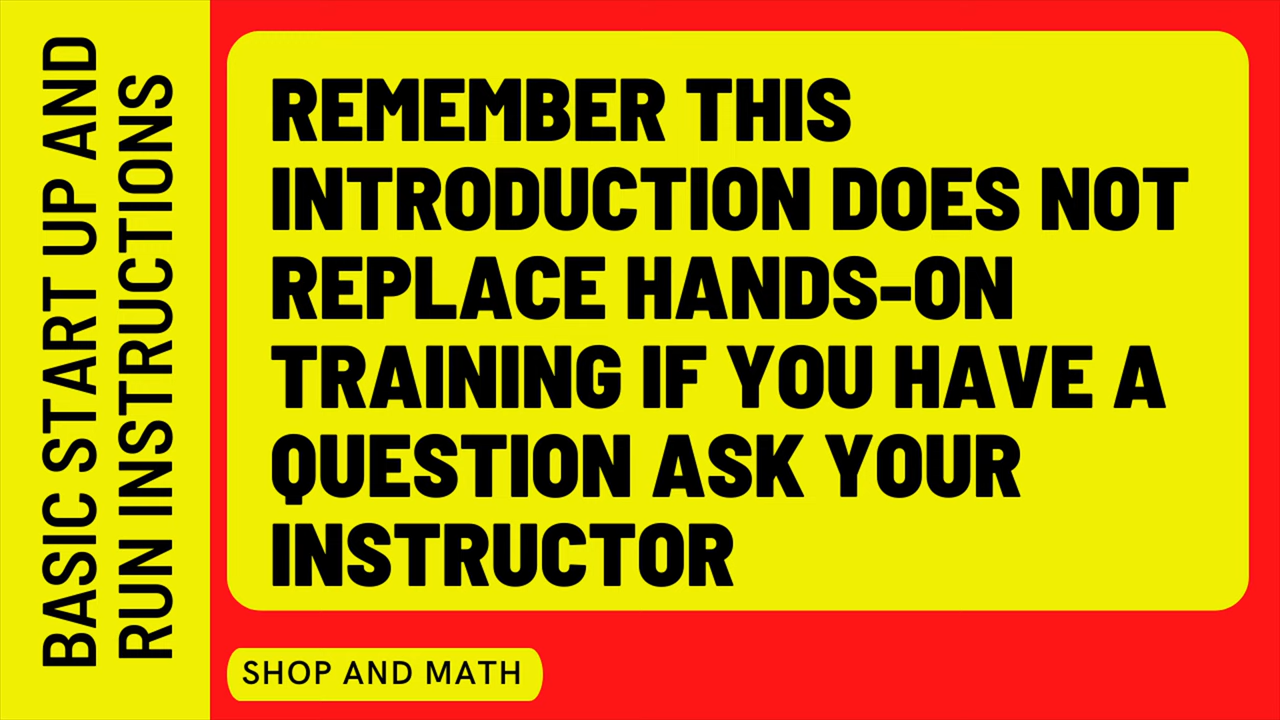 BASIC START UP AND
RUN INSTRUCTIONS
REMEMBER THIS
INTRODUCTION DOES NOT
REPLACE HANDS-ON
TRAINING IF YOU HAVE A
QUESTION ASK YOUR
INSTRUCTOR
SHOP AND MATH